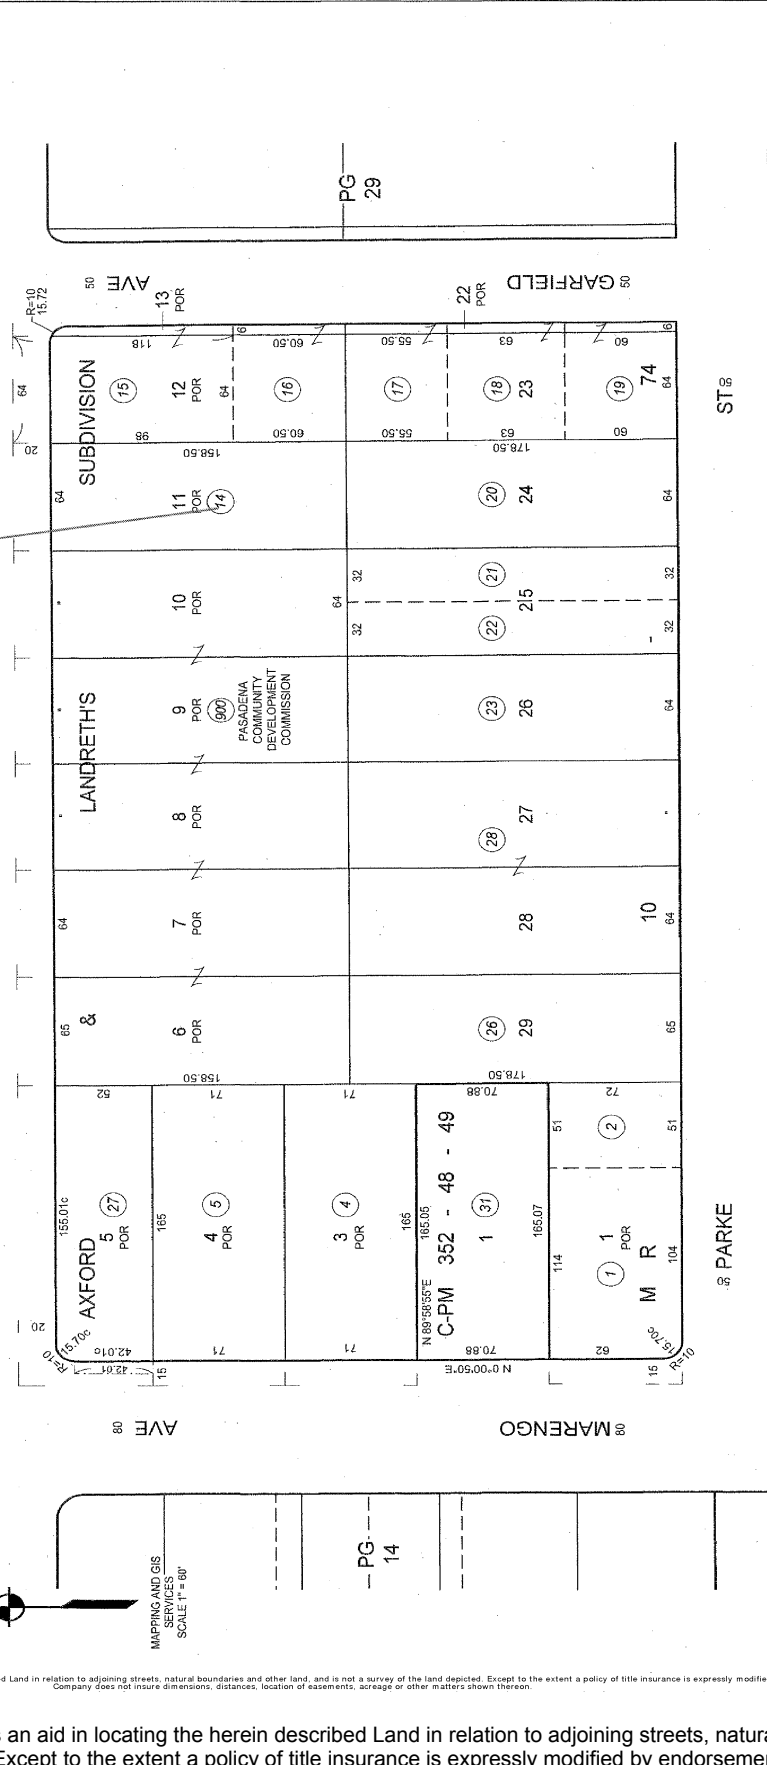 PG
29
50 AVE
GARFIELD 50
R=10
15.72
13
POR
22
POR
64
20
SUBDIVISION
118
15
12
POR
64
98
9
60.50
16
60.50
55.50
17
55.50
63
18
23
63
60
19
74
64
60
9
ST 50
158.50
178.50
64
11
POR
14
20
24
64
10
POR
64
32
21
32
25
32
22
32
"
LANDRETH'S
9
POR
900
PASADENA
COMMUNITY
DEVELOPMENT
COMMISSION
23
26
64
"
"
8
POR
28
27
"
64
7
POR
28
10
64
65
&
6
POR
26
29
65
158.50
178.50
52
71
71
70.88
72
155.01c
AXFORD
5
POR
27
165
4
POR
5
3
POR
4
165
165.05
N 89°58'55"E
C-PM 352 - 48 - 49
1
31
165.07
51
2
51
114
1
1
POR
M R
104
50 PARKE
20
R=10
15.70c
42.01c
42.01
15
71
71
70.88
N 0°00'50"E
62
15.70c
R=10
15
80 AVE
MARENGO 80
PG
14
MAPPING AND GIS
SERVICES
SCALE 1" = 60'
d Land in relation to adjoining streets, natural boundaries and other land, and is not a survey of the land depicted. Except to the extent a policy of title insurance is expressly modifie
Company does not insure dimensions, distances, location of easements, acreage or other matters shown thereon.
s an aid in locating the herein described Land in relation to adjoining streets, natura
Except to the extent a policy of title insurance is expressly modified by endorseme